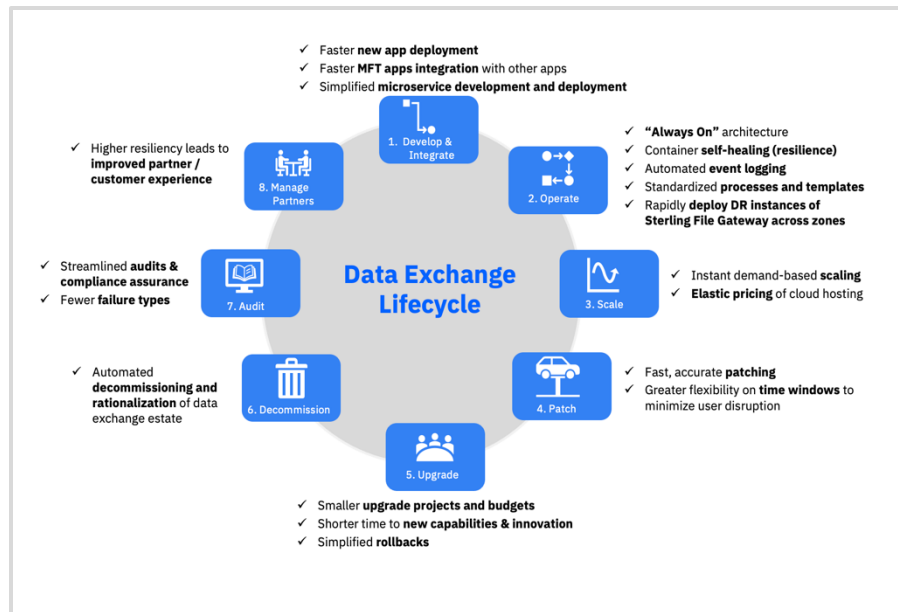 ✓ Faster new app deployment
✓ Faster MFT apps integration with other apps
✓ Simplified microservice development and deployment
1. Develop &
Integrate
✓ "Always On" architecture
✓ Container self-healing (resilience)
✓ Automated event logging
✓ Standardized processes and templates
✓ Rapidly deploy DR instances of
Sterling File Gateway across zones
2. Operate
✓ Instant demand-based scaling
✓ Elastic pricing of cloud hosting
3. Scale
✓ Fast, accurate patching
✓ Greater flexibility on time windows to
minimize user disruption
4. Patch
5. Upgrade
✓ Smaller upgrade projects and budgets
✓ Shorter time to new capabilities & innovation
✓ Simplified rollbacks
✓ Automated
decommissioning and
rationalization of data
exchange estate
6. Decommission
✓ Streamlined audits &
compliance assurance
✓ Fewer failure types
7. Audit
✓ Higher resiliency leads to
improved partner /
customer experience
8. Manage
Partners
Data Exchange
Lifecycle